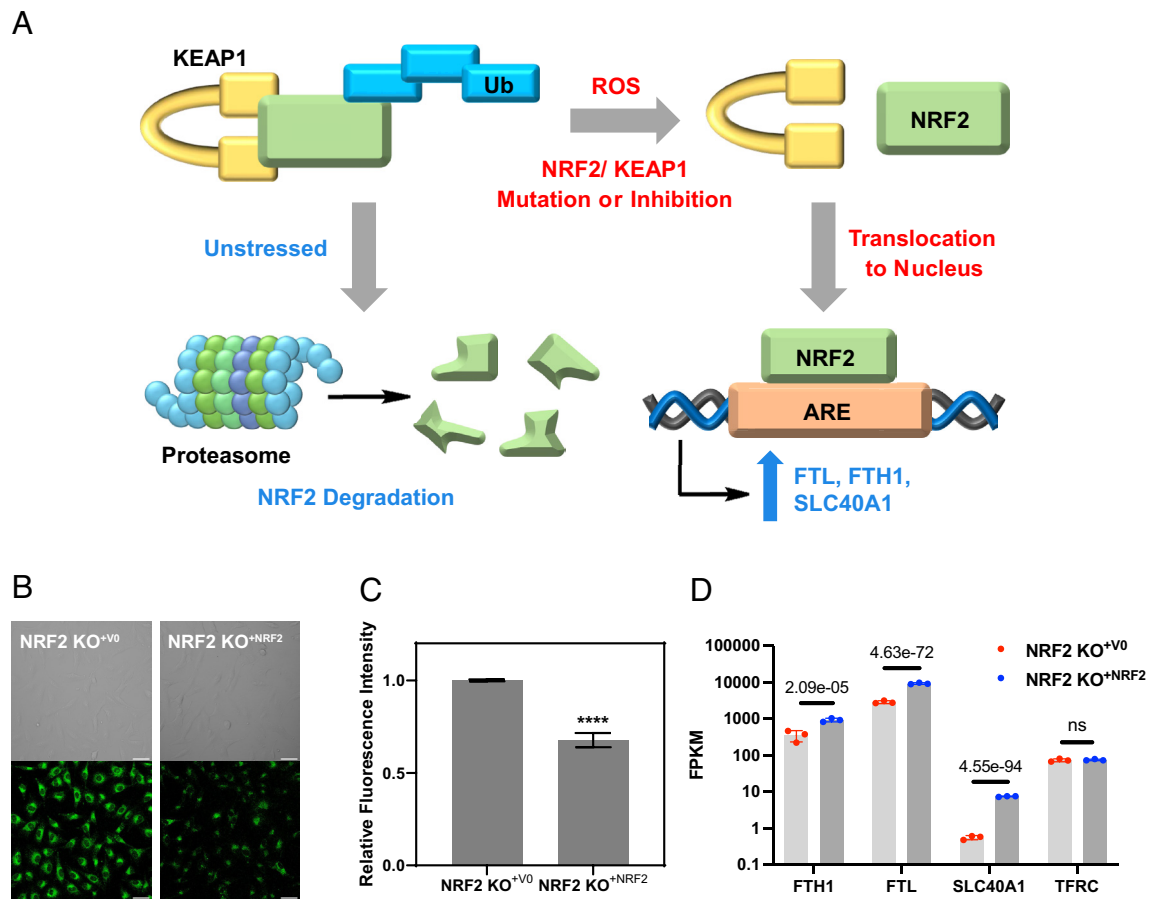 A
KEAP1
Ub
ROS
NRF2/ KEAP1
Mutation or Inhibition
NRF2
Unstressed
Translocation
to Nucleus
Proteasome
NRF2 Degradation
NRF2
ARE
FTL, FTH1,
SLC40A1
B
NRF2 KO+V0
NRF2 KO+NRF2
C
Relative Fluorescence Intensity
1.0
0.5
0.0
****
NRF2 KO+V0
NRF2 KO+NRF2
D
FPKM
100000
10000
1000
100
10
1
0.1
2.09e-05
4.63e-72
4.55e-94
ns
NRF2 KO+V0
NRF2 KO+NRF2
FTH1
FTL
SLC40A1
TFRC